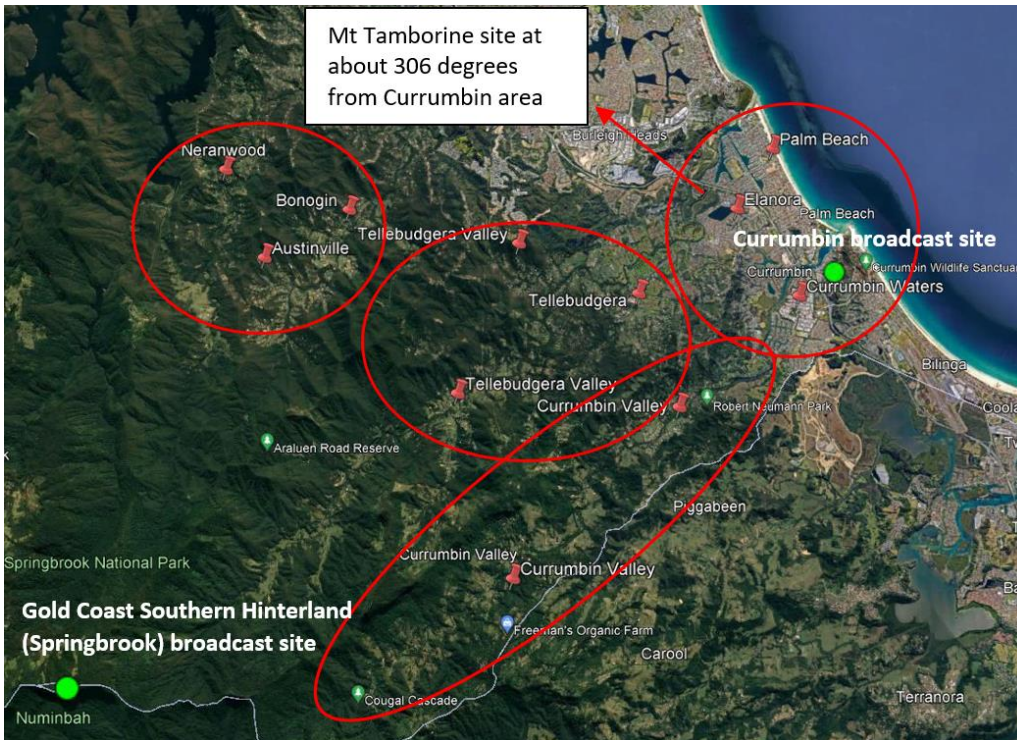 Mt Tamborine site at
about 306 degrees
from Currumbin area
Burleigh Heads
Palm Beach
Neranwood
Bonogin
Elanora
Palm Beach
Tellebudgera Valley
Austinville
Currumbin broadcast site
Currumbin
Currumbin Wildlife Sanctua
Currumbin Waters
Tellebudgera
Bilinga
Tellebudgera Valley
Currumbin Valley
Robert Neumann Park
Coola
Araluen Road Reserve
Piggabeen
Currumbin Valley
Springbrook National Park
Currumbin Valley
Ba
Gold Coast Southern Hinterland
(Springbrook) broadcast site
Freeman's Organic Farm
Carool
Cougal Cascade
Terranora
Numinbah